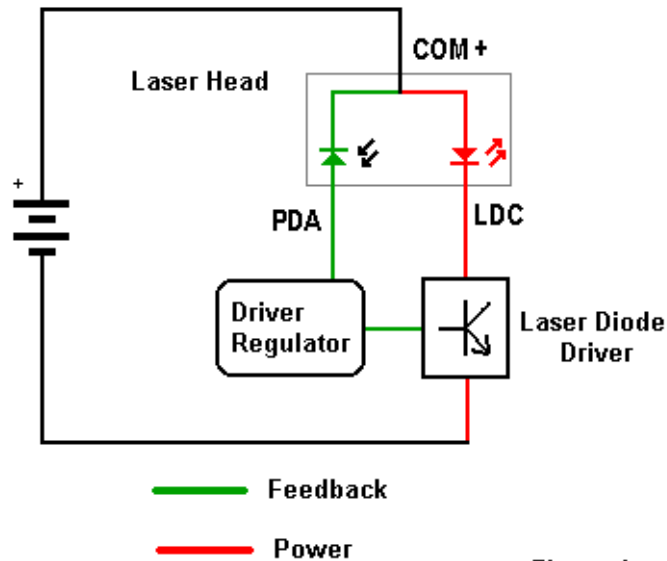 COM +
Laser Head
+
PDA
LDC
Driver
Regulator
Laser Diode
Driver
Feedback
Power